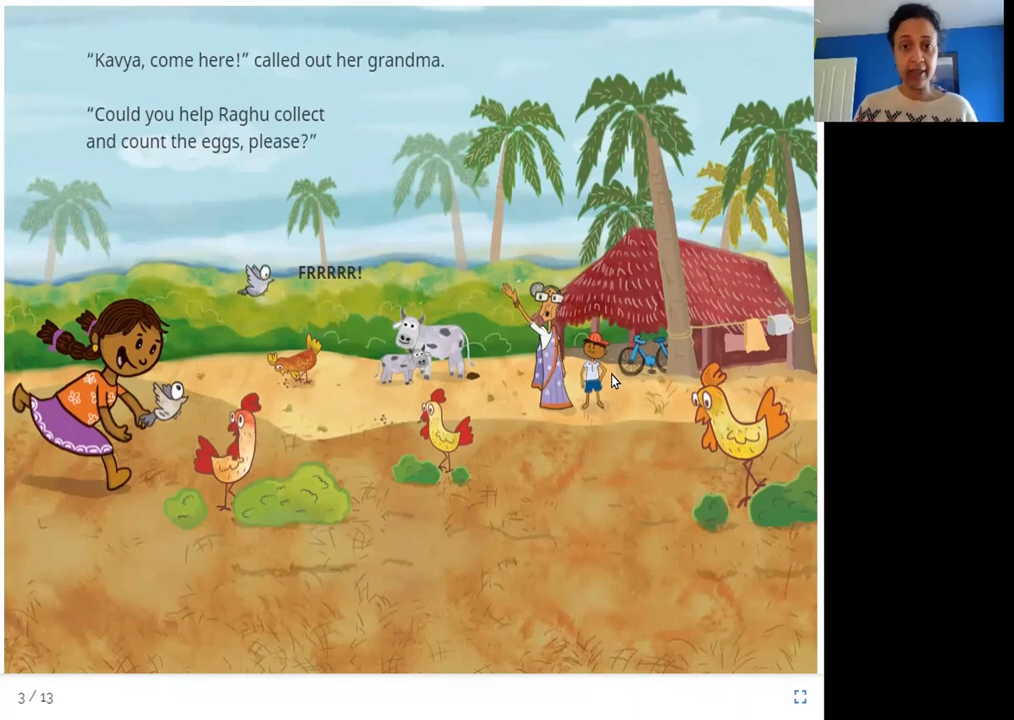 “Kavya, come here!” called out her grandma.
“Could you help Raghu collect
and count the eggs, please?”
FRRRRR!
3 / 13